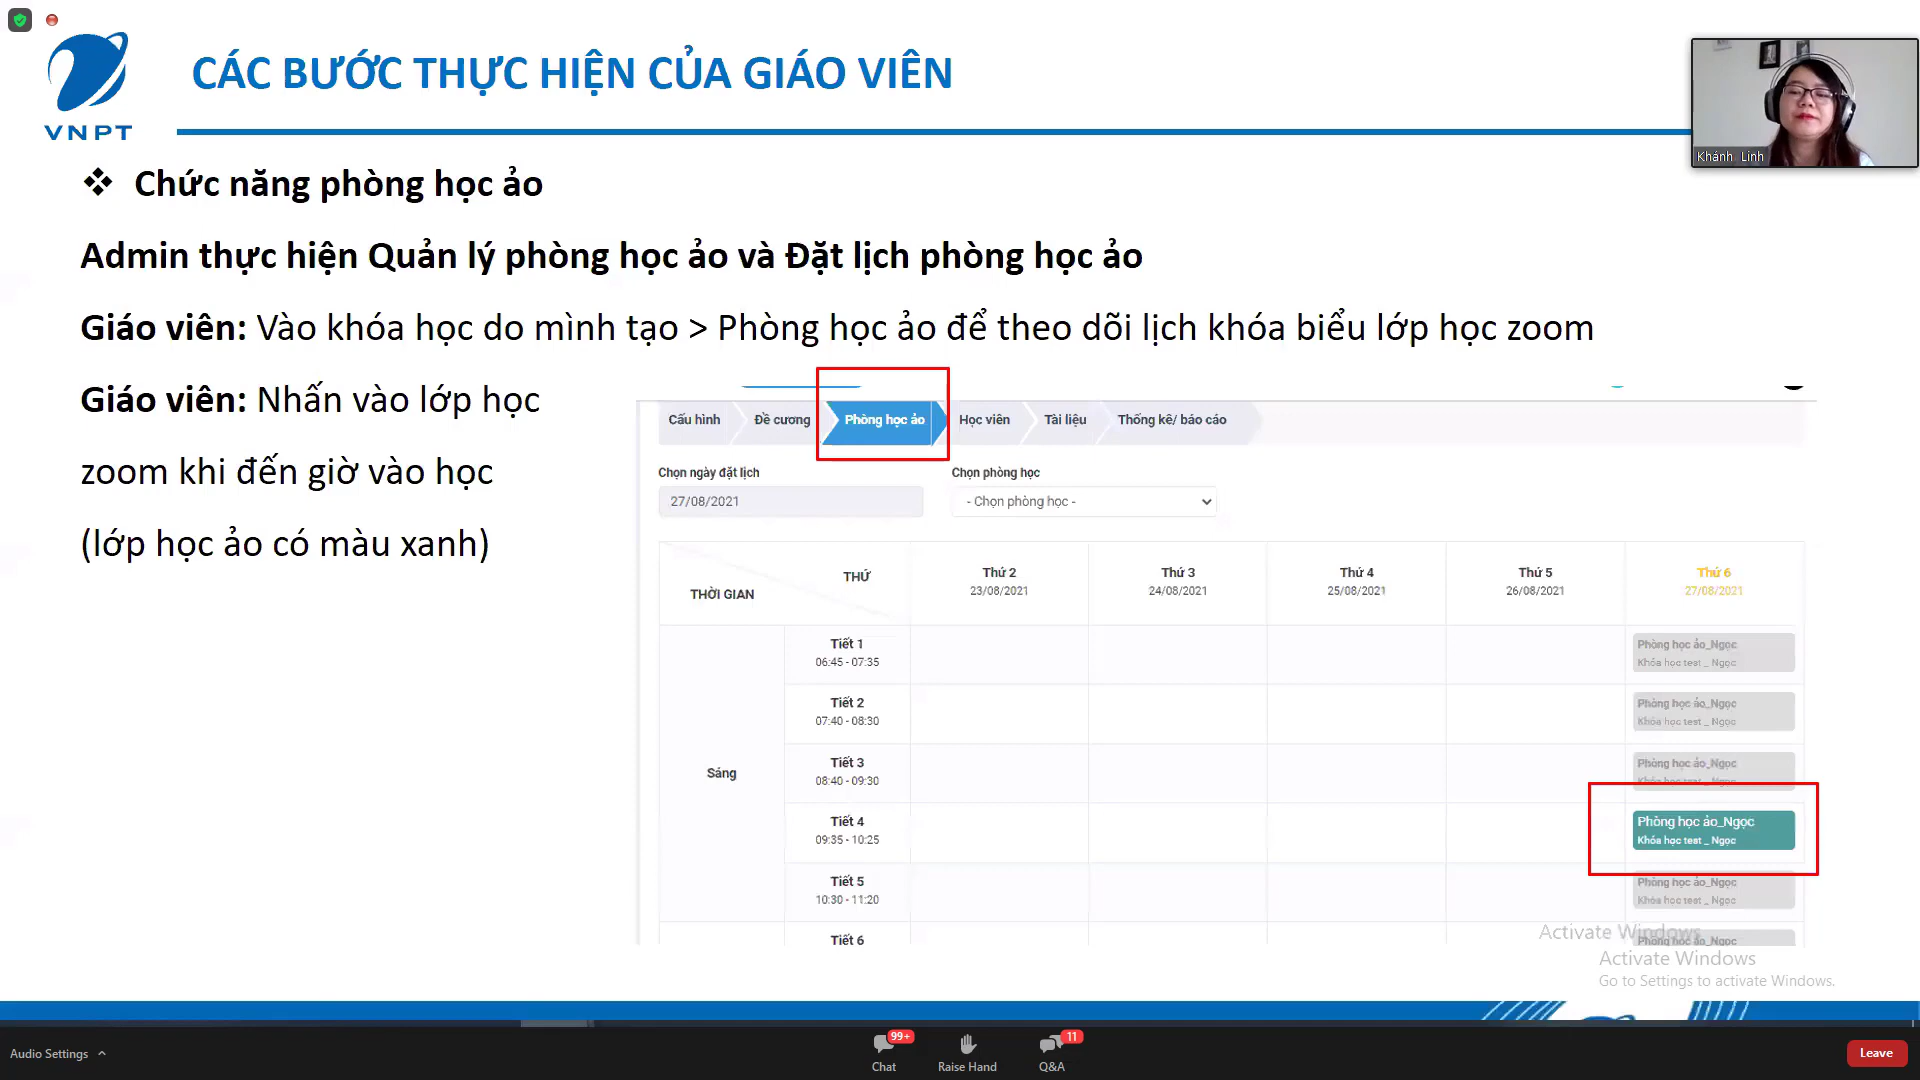 VNPT
CÁC BƯỚC THỰC HIỆN CỦA GIÁO VIÊN
Khánh Linh
❖ Chức năng phòng học ảo
Admin thực hiện Quản lý phòng học ảo và Đặt lịch phòng học ảo
Giáo viên: Vào khóa học do mình tạo > Phòng học ảo để theo dõi lịch khóa biểu lớp học zoom
Giáo viên: Nhấn vào lớp học
zoom khi đến giờ vào học
(lớp học ảo có màu xanh)
Cấu hình Đề cương Phòng học ảo Học viên Tài liệu Thống kê/ báo cáo
Chọn ngày đặt lịch Chọn phòng học
27/08/2021 - Chọn phòng học -
THỨ Thứ 2 Thứ 3 Thứ 4 Thứ 5 Thứ 6
THỜI GIAN 23/08/2021 24/08/2021 25/08/2021 26/08/2021 27/08/2021
Tiết 1 Phòng học ảo_Ngọc
06:45 - 07:35 Khóa học test _ Ngọc
Tiết 2 Phòng học ảo_Ngọc
07:40 - 08:30 Khóa học test _ Ngọc
Tiết 3 Phòng học ảo_Ngọc
Sáng 08:40 - 09:30 Khóa học test _ Ngọc
Tiết 4 Phòng học ảo_Ngọc
09:35 - 10:25 Khóa học test _ Ngọc
Tiết 5 Phòng học ảo_Ngọc
10:30 - 11:20 Khóa học test _ Ngọc
Tiết 6 Phòng học ảo_Ngọc
Activate Windows
Activate Windows
Go to Settings to activate Windows.
Audio Settings
99+
Chat
Raise Hand
11
Q&A
Leave